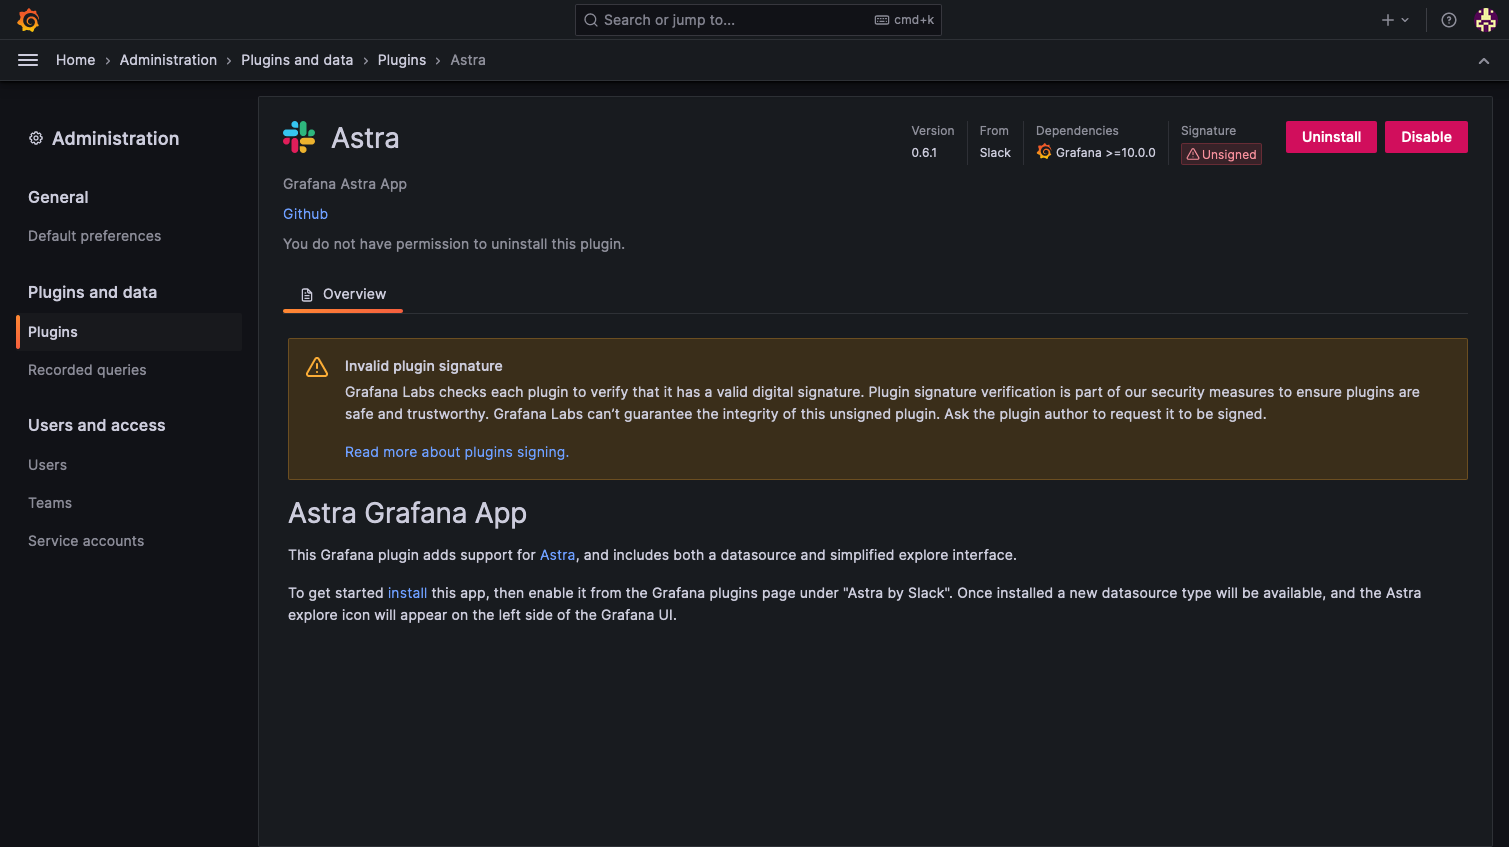 Search or jump to...
cmd+k
Home › Administration › Plugins and data › Plugins › Astra
Administration
General
Default preferences
Plugins and data
Plugins
Recorded queries
Users and access
Users
Teams
Service accounts
Astra
Version
0.6.1
From
Slack
Dependencies
Grafana >=10.0.0
Signature
Unsigned
Uninstall
Disable
Grafana Astra App
Github
You do not have permission to uninstall this plugin.
Overview
Invalid plugin signature
Grafana Labs checks each plugin to verify that it has a valid digital signature. Plugin signature verification is part of our security measures to ensure plugins are
safe and trustworthy. Grafana Labs can’t guarantee the integrity of this unsigned plugin. Ask the plugin author to request it to be signed.
Read more about plugins signing.
Astra Grafana App
This Grafana plugin adds support for Astra, and includes both a datasource and simplified explore interface.
To get started install this app, then enable it from the Grafana plugins page under "Astra by Slack". Once installed a new datasource type will be available, and the Astra
explore icon will appear on the left side of the Grafana UI.